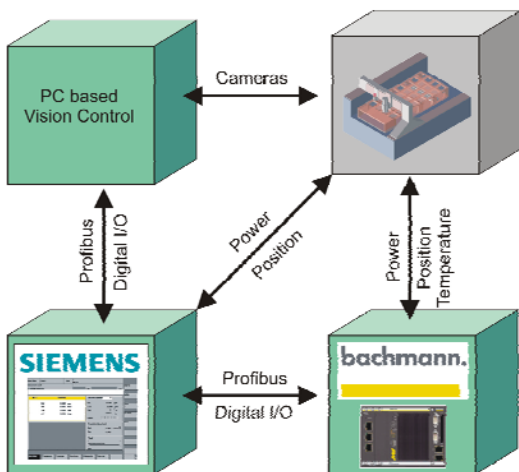 PC based
Vision Control
Cameras
Profibus
Digital I/O
Power
Position
Power
Position
Temperature
SIEMENS
Profibus
Digital I/O
bachmann.